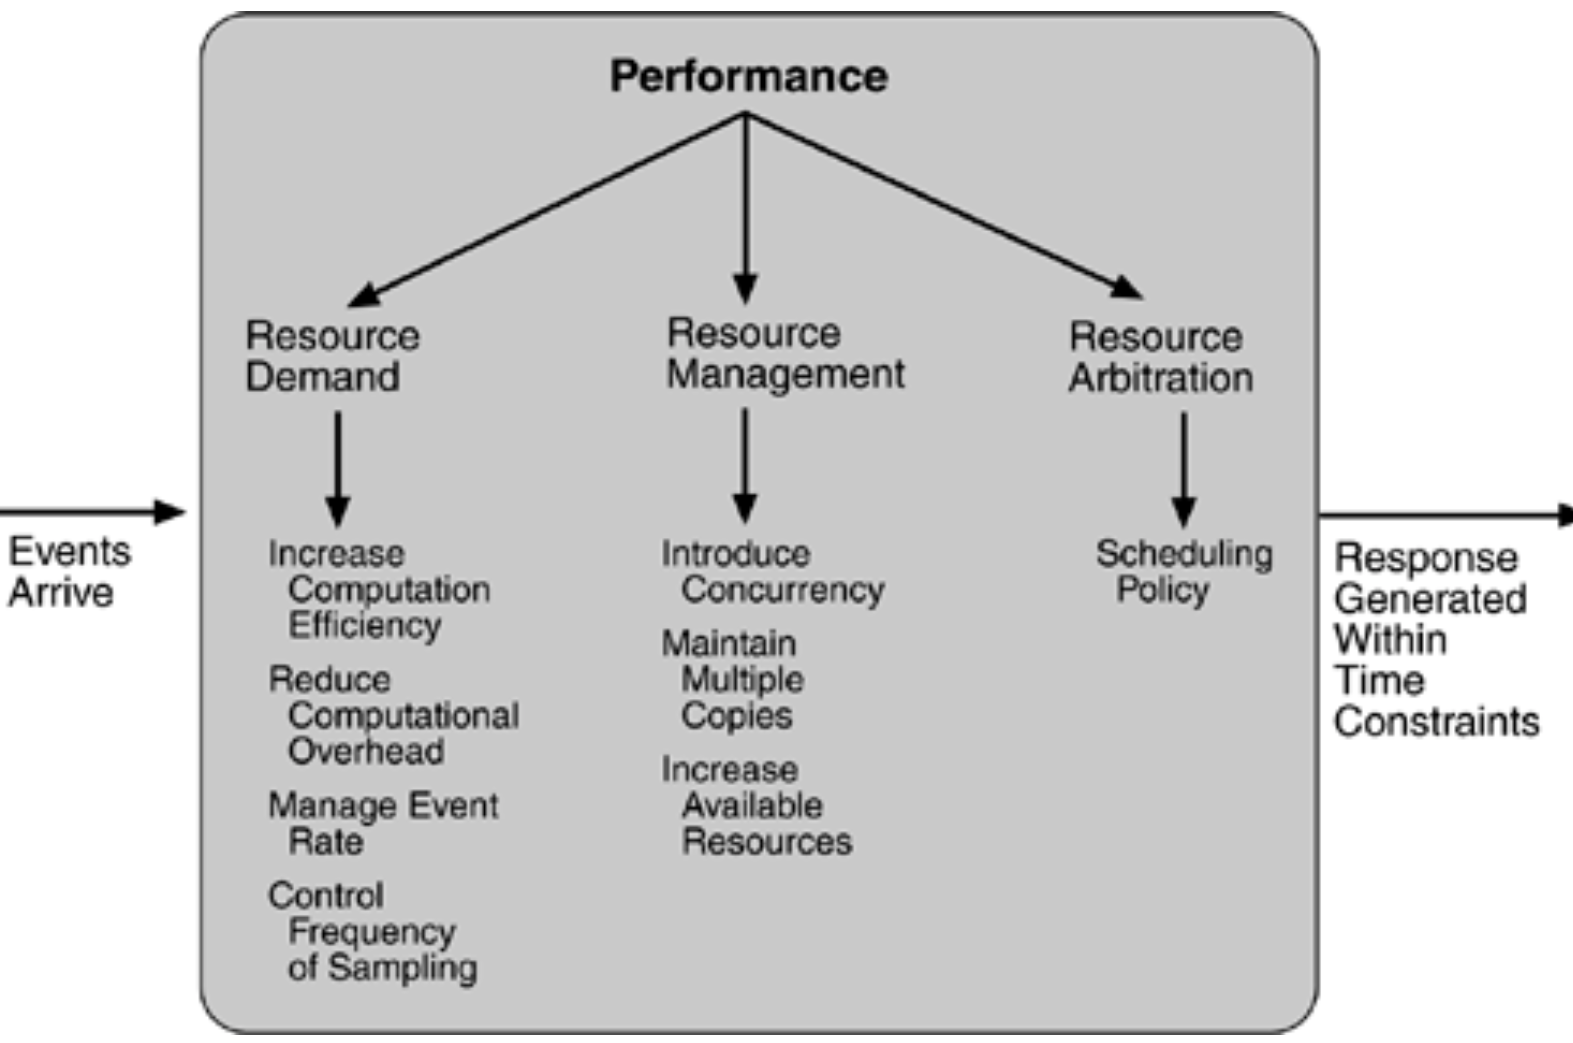 Performance
Events
Arrive
Resource
Demand
Increase
Computation
Efficiency
Reduce
Computational
Overhead
Manage Event
Rate
Control
Frequency
of Sampling
Resource
Management
Introduce
Concurrency
Maintain
Multiple
Copies
Increase
Available
Resources
Resource
Arbitration
Scheduling
Policy
Response
Generated
Within
Time
Constraints